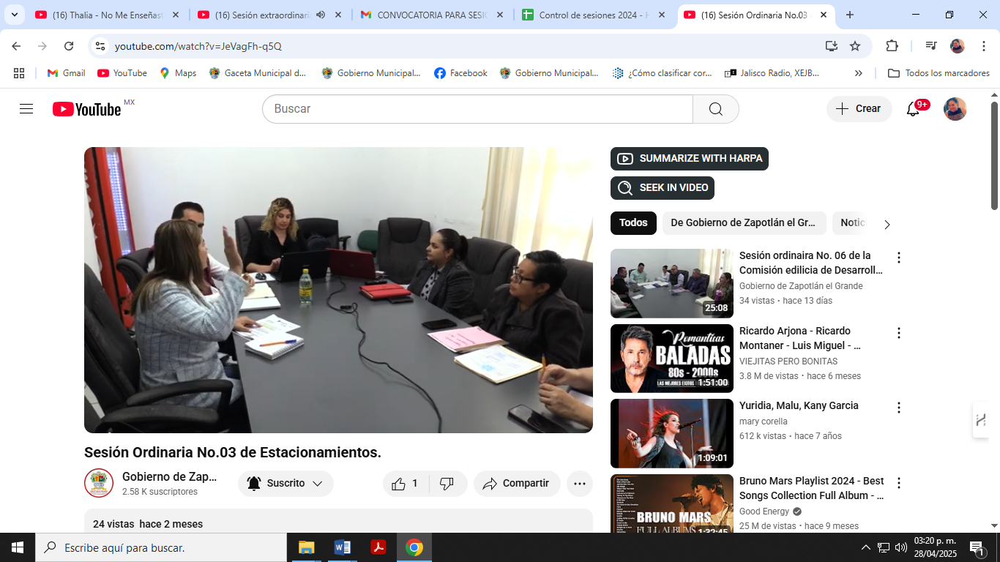 (16) Thalia - No Me Enseñast
(16) Sesión extraordinaria
CONVOCATORIA PARA SESI
Control de sesiones 2024 - H
(16) Sesión Ordinaria No.03
youtube.com/watch?v=JeVagFh-q5Q
Gmail
YouTube
Maps
Gaceta Municipal d...
Gobierno Municipal...
Facebook
Gobierno Municipal...
¿Cómo clasificar cor...
Jalisco Radio, XEJB...
Todos los marcadores
YouTube MX
Buscar
Crear
9+
SUMMARIZE WITH HARPA
SEEK IN VIDEO
Todos
De Gobierno de Zapotlán el Gr...
Notic
Sesión ordinaira No. 06 de la
Comisión edilicia de Desarroll...
Gobierno de Zapotlán el Grande
34 vistas • hace 13 días
25:08
Ricardo Arjona - Ricardo
Montaner - Luis Miguel - ...
VIEJITAS PERO BONITAS
3.8 M de vistas • hace 6 meses
Romanticas
BALADAS
80s - 2000s
LAS MEJORES EXITOS
1:51:00
Yuridia, Malu, Kany Garcia
mary corella
612 k vistas • hace 7 años
1:09:01
Bruno Mars Playlist 2024 - Best
Songs Collection Full Album - ...
Good Energy
25 M de vistas • hace 9 meses
BRUNO MARS
FULL ALBUMS
1:32:45
Sesión Ordinaria No.03 de Estacionamientos.
Gobierno de Zap...
2.58 K suscriptores
Suscrito
1
Compartir
24 vistas hace 2 meses
Escribe aquí para buscar.
03:20 p. m.
28/04/2025
1